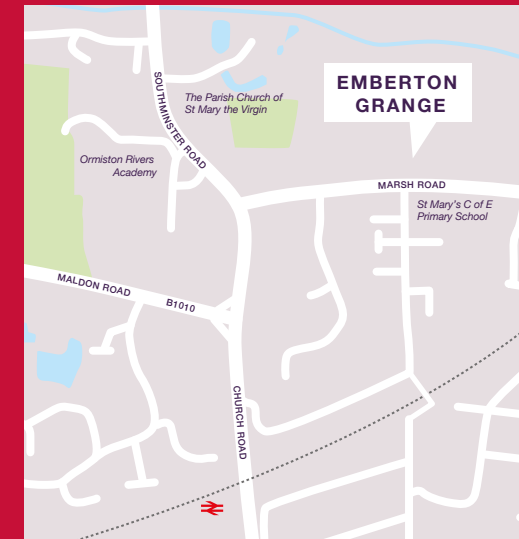 EMBERTON
GRANGE
SOUTHMINSTER ROAD
The Parish Church of
St Mary the Virgin
Ormiston Rivers
Academy
MARSH ROAD
St Mary's C of E
Primary School
MALDON ROAD
B1010
CHURCH ROAD